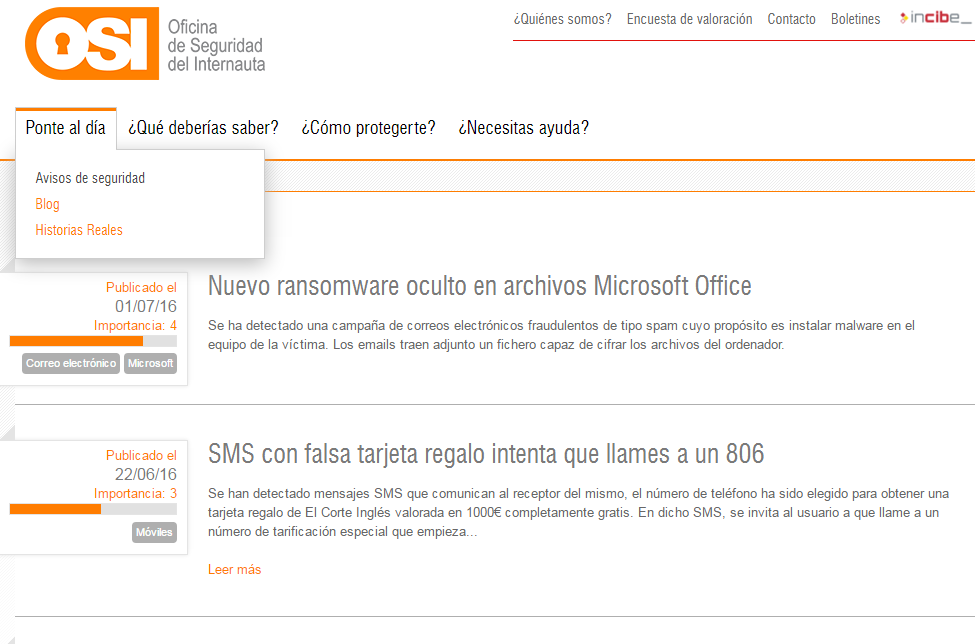 OSI
Oficina
de Seguridad
del Internauta
¿Quiénes somos? Encuesta de valoración Contacto Boletines incibe_
Ponte al día ¿Qué deberías saber? ¿Cómo protegerte? ¿Necesitas ayuda?
Avisos de seguridad
Blog
Historias Reales
Publicado el
01/07/16
Importancia: 4
Correo electrónico Microsoft
Nuevo ransomware oculto en archivos Microsoft Office
Se ha detectado una campaña de correos electrónicos fraudulentos de tipo spam cuyo propósito es instalar malware en el
equipo de la víctima. Los emails traen adjunto un fichero capaz de cifrar los archivos del ordenador.
Publicado el
22/06/16
Importancia: 3
Móviles
SMS con falsa tarjeta regalo intenta que llames a un 806
Se han detectado mensajes SMS que comunican al receptor del mismo, el número de teléfono ha sido elegido para obtener una
tarjeta regalo de El Corte Inglés valorada en 1000€ completamente gratis. En dicho SMS, se invita al usuario a que llame a un
número de tarificación especial que empieza...
Leer más